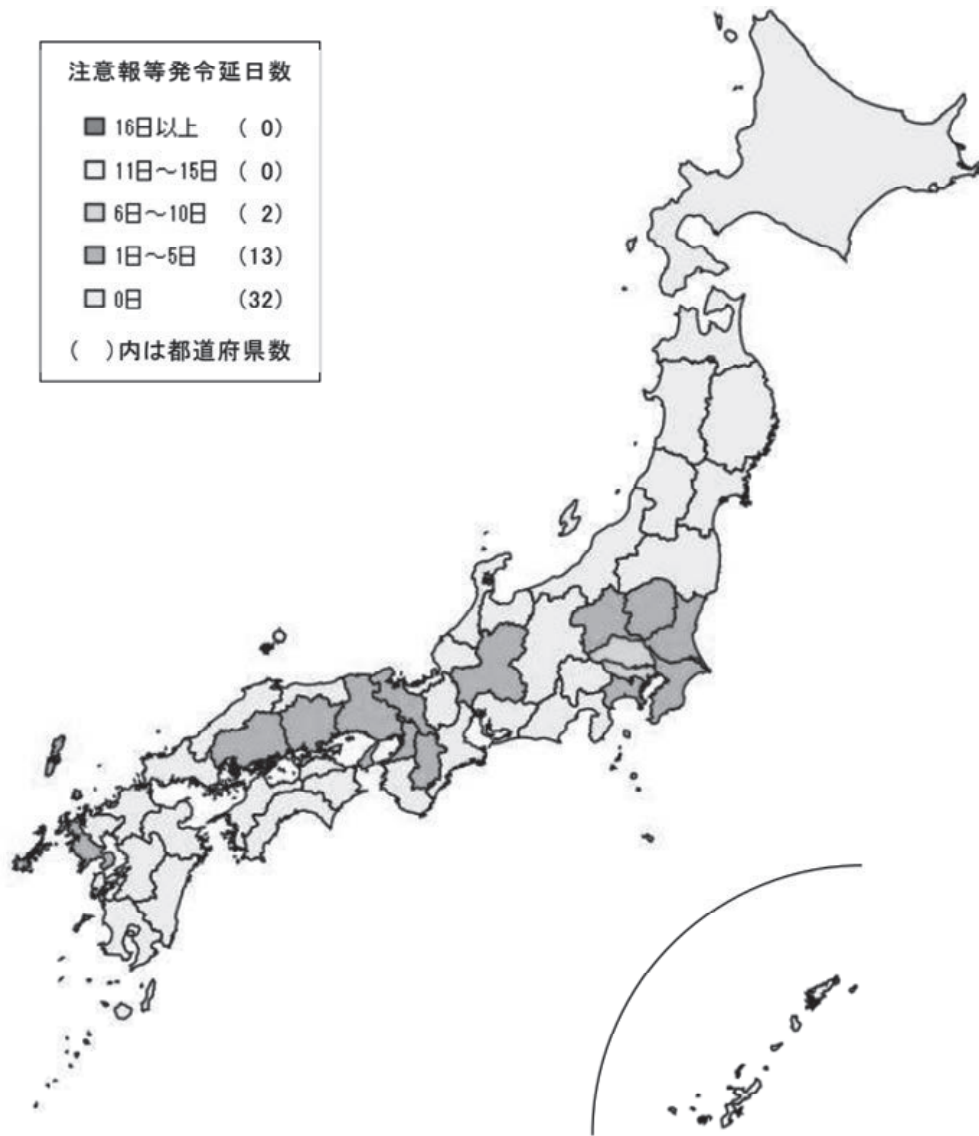 注意報等発令延日数
16日以上 ( 0)
11日～15日 ( 0)
6日～10日 ( 2)
1日～5日 (13)
0日 (32)
( )内は都道府県数